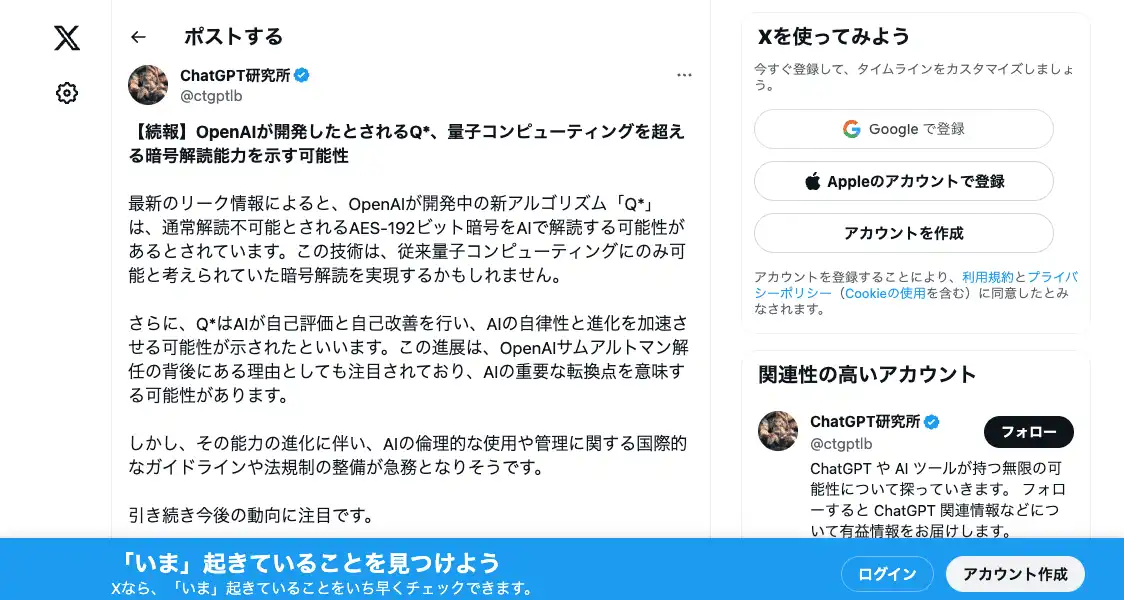 ポストする
ChatGPT研究所
@ctgptlb
【続報】OpenAIが開発したとされるQ*、量子コンピューティングを超え
る暗号解読能力を示す可能性
最新のリーク情報によると、OpenAIが開発中の新アルゴリズム「Q*」
は、通常解読不可能とされるAES-192ビット暗号をAIで解読する可能性が
あるとされています。この技術は、従来量子コンピューティングにのみ可
能と考えられていた暗号解読を実現するかもしれません。
さらに、Q*はAIが自己評価と自己改善を行い、AIの自律性と進化を加速さ
せる可能性が示されたといいます。この進展は、OpenAIサムアルトマン解
任の背後にある理由としても注目されており、AIの重要な転換点を意味す
る可能性があります。
しかし、その能力の進化に伴い、AIの倫理的な使用や管理に関する国際的
なガイドラインや法規制の整備が急務となりそうです。
引き続き今後の動向に注目です。
Xを使ってみよう
今すぐ登録して、タイムラインをカスタマイズしましょ
う。
Google で登録
Appleのアカウントで登録
アカウントを作成
アカウントを登録することにより、利用規約とプライバ
シーポリシー（Cookieの使用を含む）に同意したとみ
なされます。
関連性の高いアカウント
ChatGPT研究所
@ctgptlb
フォロー
ChatGPT や AI ツールが持つ無限の可
能性について探っていきます。 フォロ
ーすると ChatGPT 関連情報などにつ
いて有益情報をお届けします。
「いま」起きていることを見つけよう
Xなら、「いま」起きていることをいち早くチェックできます。
ログイン
アカウント作成